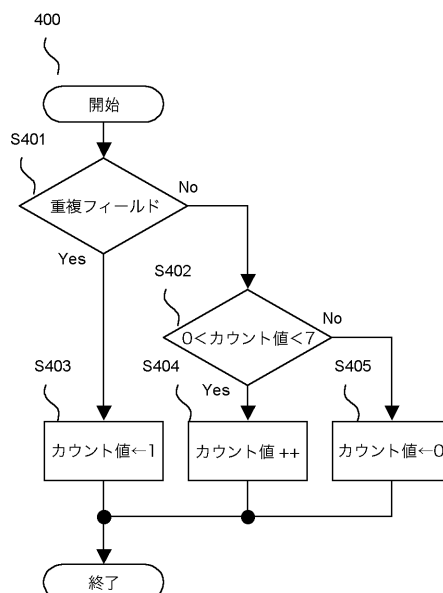 400
開始
S401
重複フィールド
No
Yes
S402
0<カウント値<7
No
Yes
S403
S404
S405
カウント値←1
カウント値 ++
カウント値←0
終了